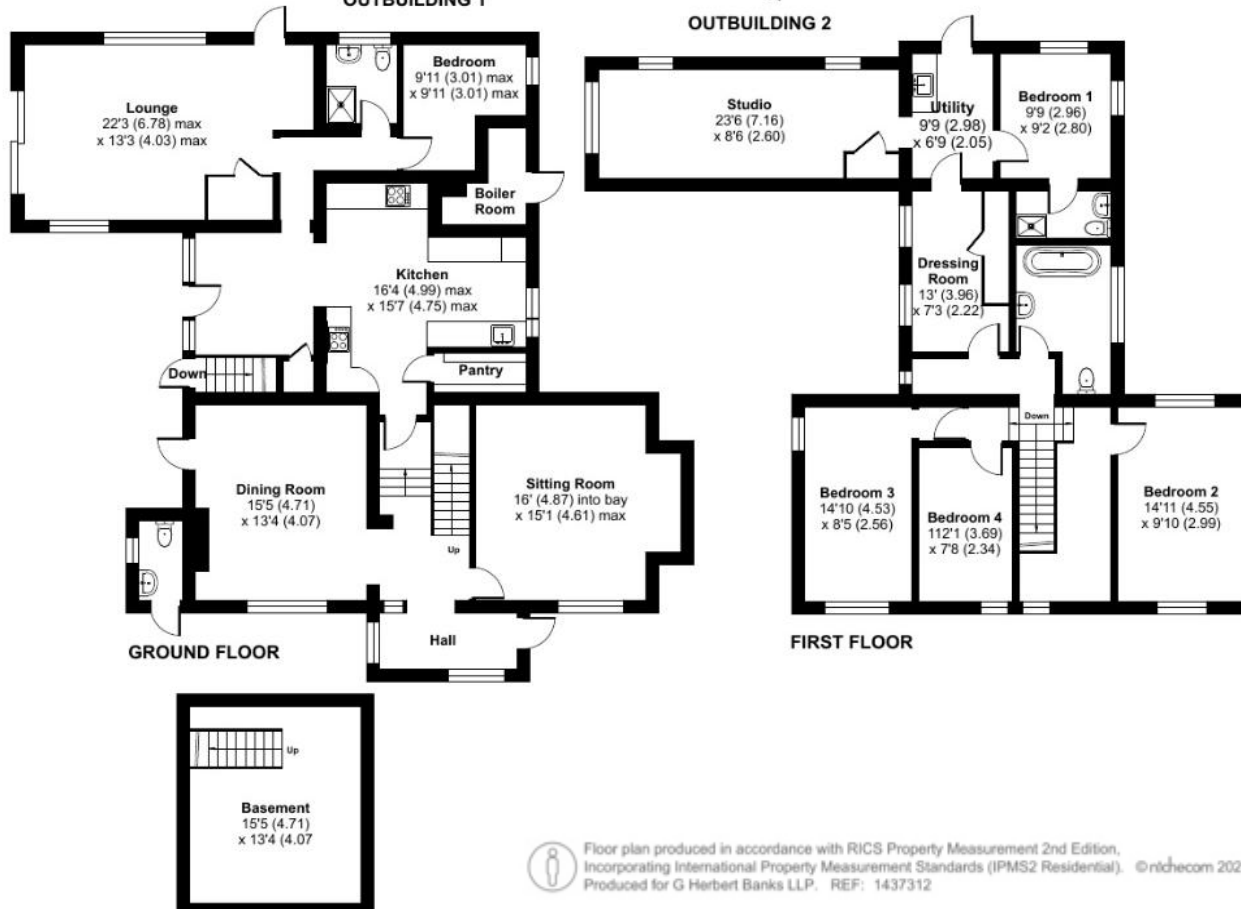 OUTBUILDING 1
OUTBUILDING 2
Lounge
22'3 (6.78) max
x 13'3 (4.03) max
Bedroom
9'11 (3.01) max
x 9'11 (3.01) max
Boiler
Room
Kitchen
16'4 (4.99) max
x 15'7 (4.75) max
Pantry
Down
Dining Room
15'5 (4.71)
x 13'4 (4.07)
Up
Sitting Room
16' (4.87) into bay
x 15'1 (4.61) max
Hall
GROUND FLOOR
Studio
23'6 (7.16)
x 8'6 (2.60)
Utility
9'9 (2.98)
x 6'9 (2.05)
Bedroom 1
9'9 (2.96)
x 9'2 (2.80)
Dressing
Room
13' (3.96)
x 7'3 (2.22)
Down
Bedroom 3
14'10 (4.53)
x 8'5 (2.56)
Bedroom 4
112'1 (3.69)
x 7'8 (2.34)
Bedroom 2
14'11 (4.55)
x 9'10 (2.99)
FIRST FLOOR
Up
Basement
15'5 (4.71)
x 13'4 (4.07
Floor plan produced in accordance with RICS Property Measurement 2nd Edition,
Incorporating International Property Measurement Standards (IPMS2 Residential). © nichecom 202
Produced for G Herbert Banks LLP. REF: 1437312